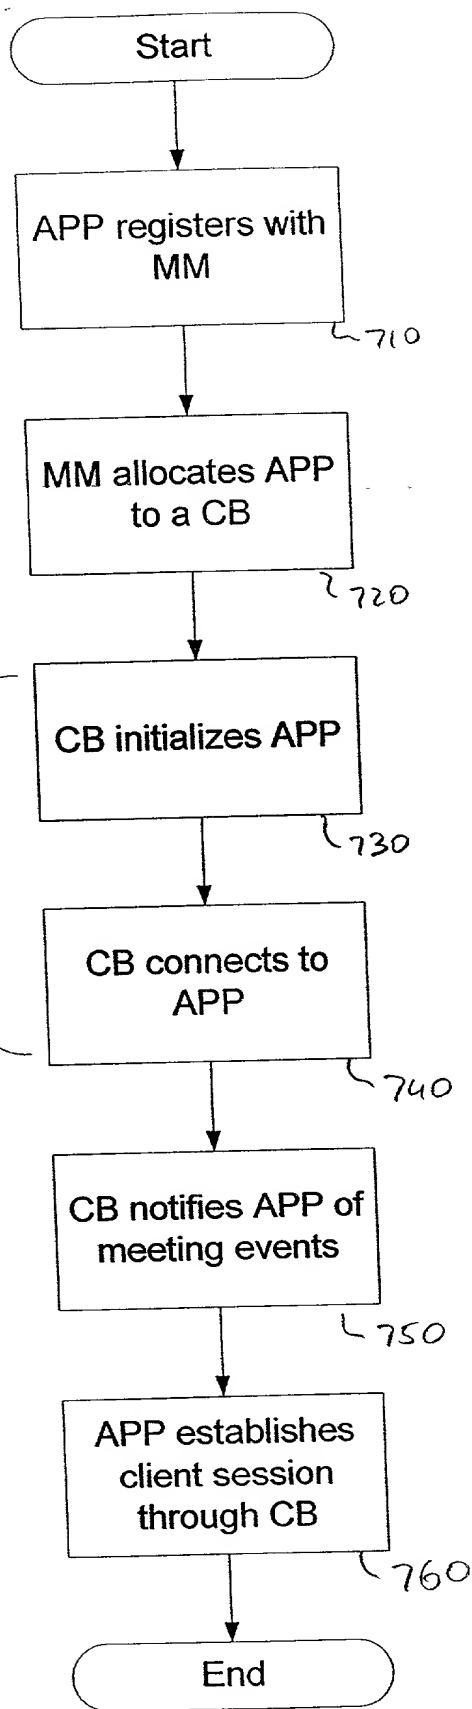 Start
APP registers with
MM
710
MM allocates APP
to a CB
720
CB initializes APP
730
CB connects to
APP
740
CB notifies APP of
meeting events
750
APP establishes
client session
through CB
760
End